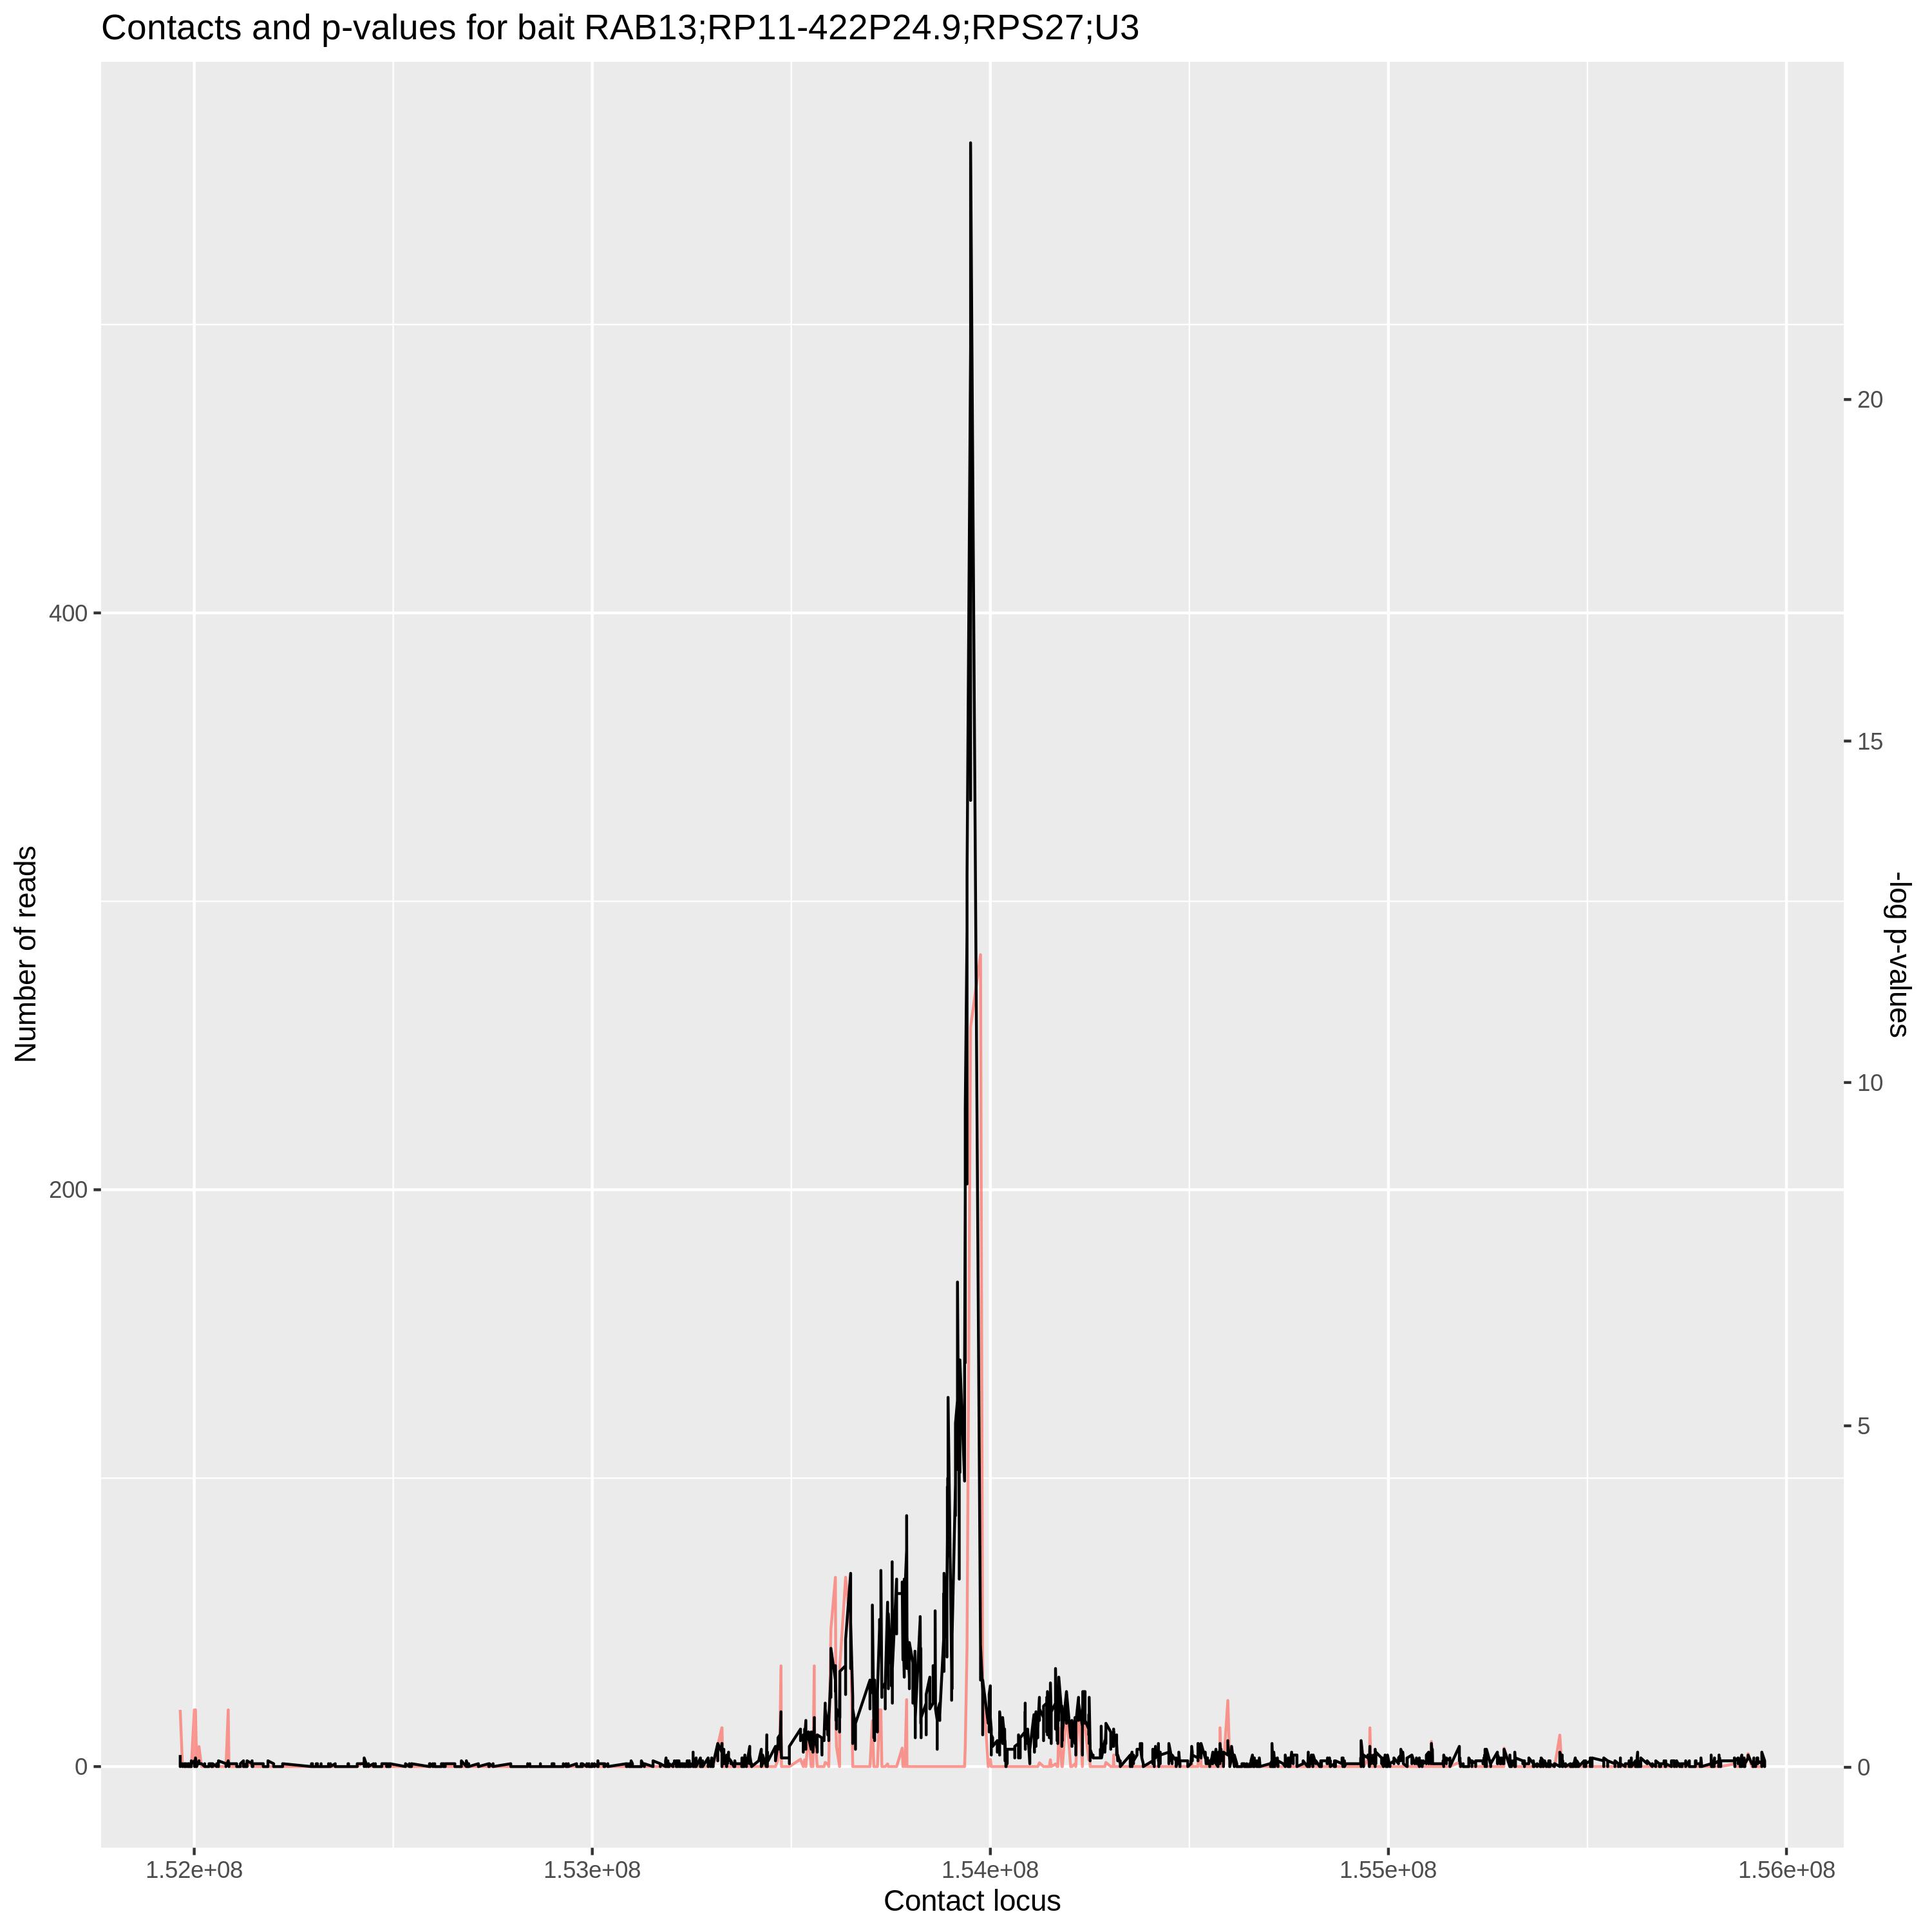 Contacts and p-values for bait RAB13;RP11-422P24.9;RPS27;U3
Number of reads
400
200
0
20
15
10
5
0
-log p-values
1.52e+08
1.53e+08
1.54e+08
1.55e+08
1.56e+08
Contact locus